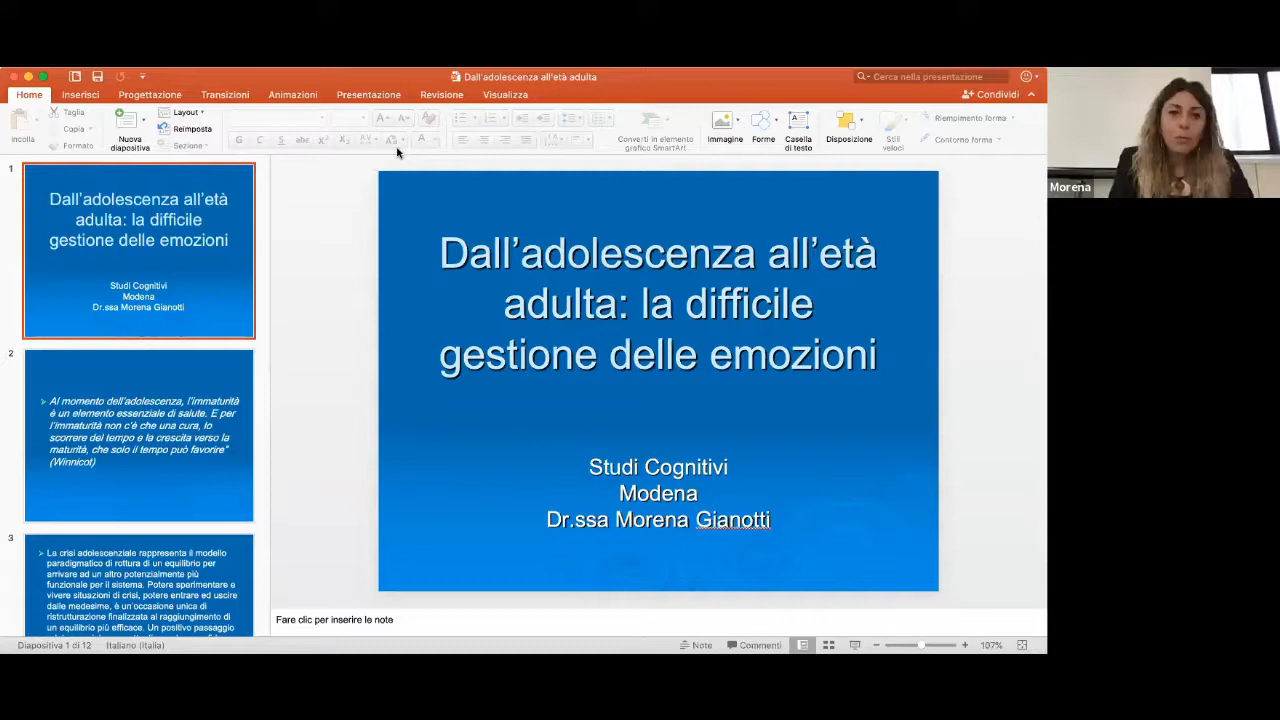 Dall'adolescenza all'età adulta
Cerca nella presentazione
Home
Inserisci
Progettazione
Transizioni
Animazioni
Presentazione
Revisione
Visualizza
Condividi
Incolla
Taglia
Copia
Formato
Nuova
diapositiva
Layout
Reimposta
Sezione
G C S abc X² X₂
Converti in elemento
grafico SmartArt
Immagine
Forme
Casella
di testo
Disposizione
Stili
veloci
Riempimento forma
Contorno forma
1
Dall'adolescenza all'età
adulta: la difficile
gestione delle emozioni
Studi Cognitivi
Modena
Dr.ssa Morena Gianotti
2
Al momento dell'adolescenza, l'immaturità
è un elemento essenziale di salute. E per
l'immaturità non c'è che una cura, lo
scorrere del tempo e la crescita verso la
maturità, che solo il tempo può favorire"
(Winnicot)
3
La crisi adolescenziale rappresenta il modello
paradigmatico di rottura di un equilibrio per
arrivare ad un altro potenzialmente più
funzionale per il sistema. Potere sperimentare e
vivere situazioni di crisi, potere entrare ed uscire
dalle medesime, è un'occasione unica di
ristrutturazione finalizzata al raggiungimento di
un equilibrio più efficace. Un positivo passaggio
Dall'adolescenza all'età
adulta: la difficile
gestione delle emozioni
Studi Cognitivi
Modena
Dr.ssa Morena Gianotti
Fare clic per inserire le note
Diapositiva 1 di 12
Italiano (Italia)
Note
Commenti
107%
Morena